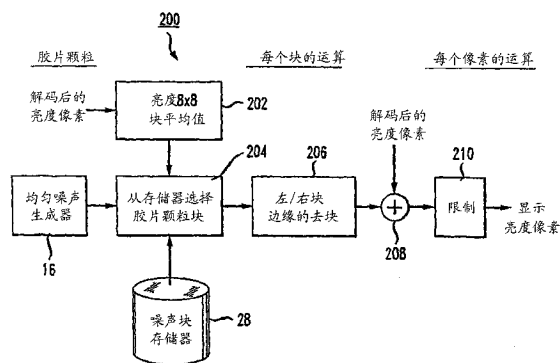 200
胶片颗粒
每个块的运算
每个像素的运算
解码后的
亮度像素
亮度8x8
块平均值
202
解码后的
亮度像素
204
206
210
均匀噪声
生成器
从存储器选择
胶片颗粒块
左/右块
边缘的去块
限制
显示
亮度像素
16
208
噪声块
存储器
28